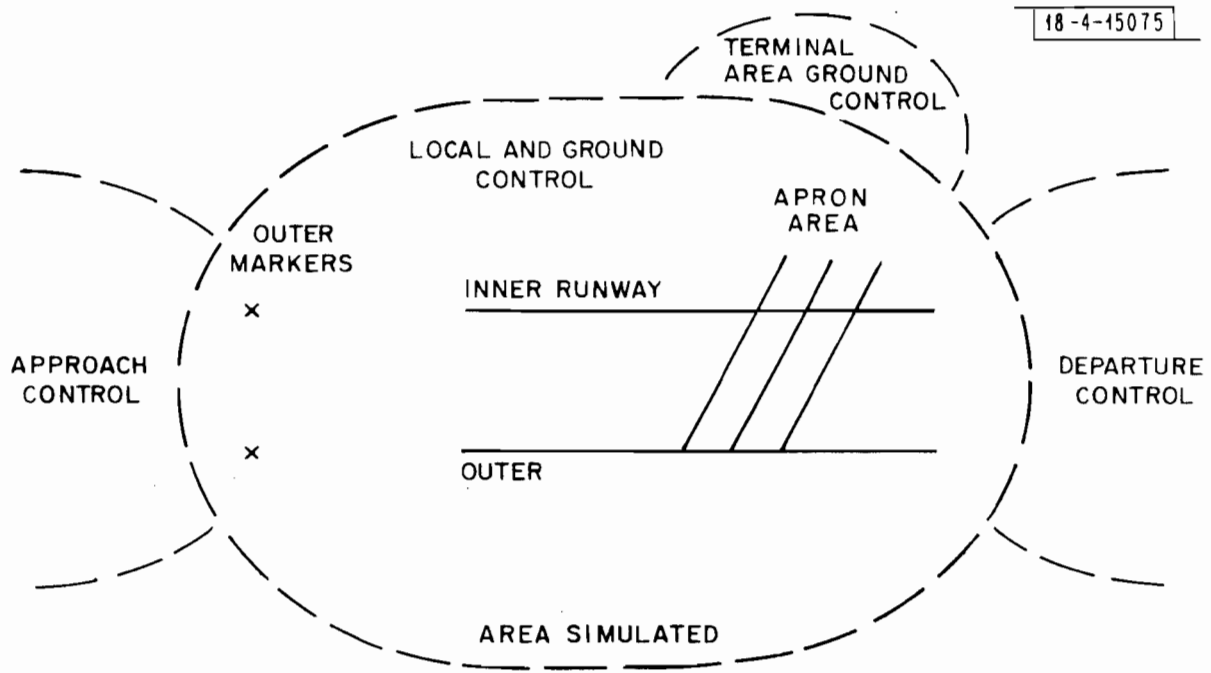 18-4-15075
TERMINAL
AREA GROUND
CONTROL
LOCAL AND GROUND
CONTROL
APRON
AREA
OUTER
MARKERS
INNER RUNWAY
APPROACH
CONTROL
DEPARTURE
CONTROL
OUTER
AREA SIMULATED